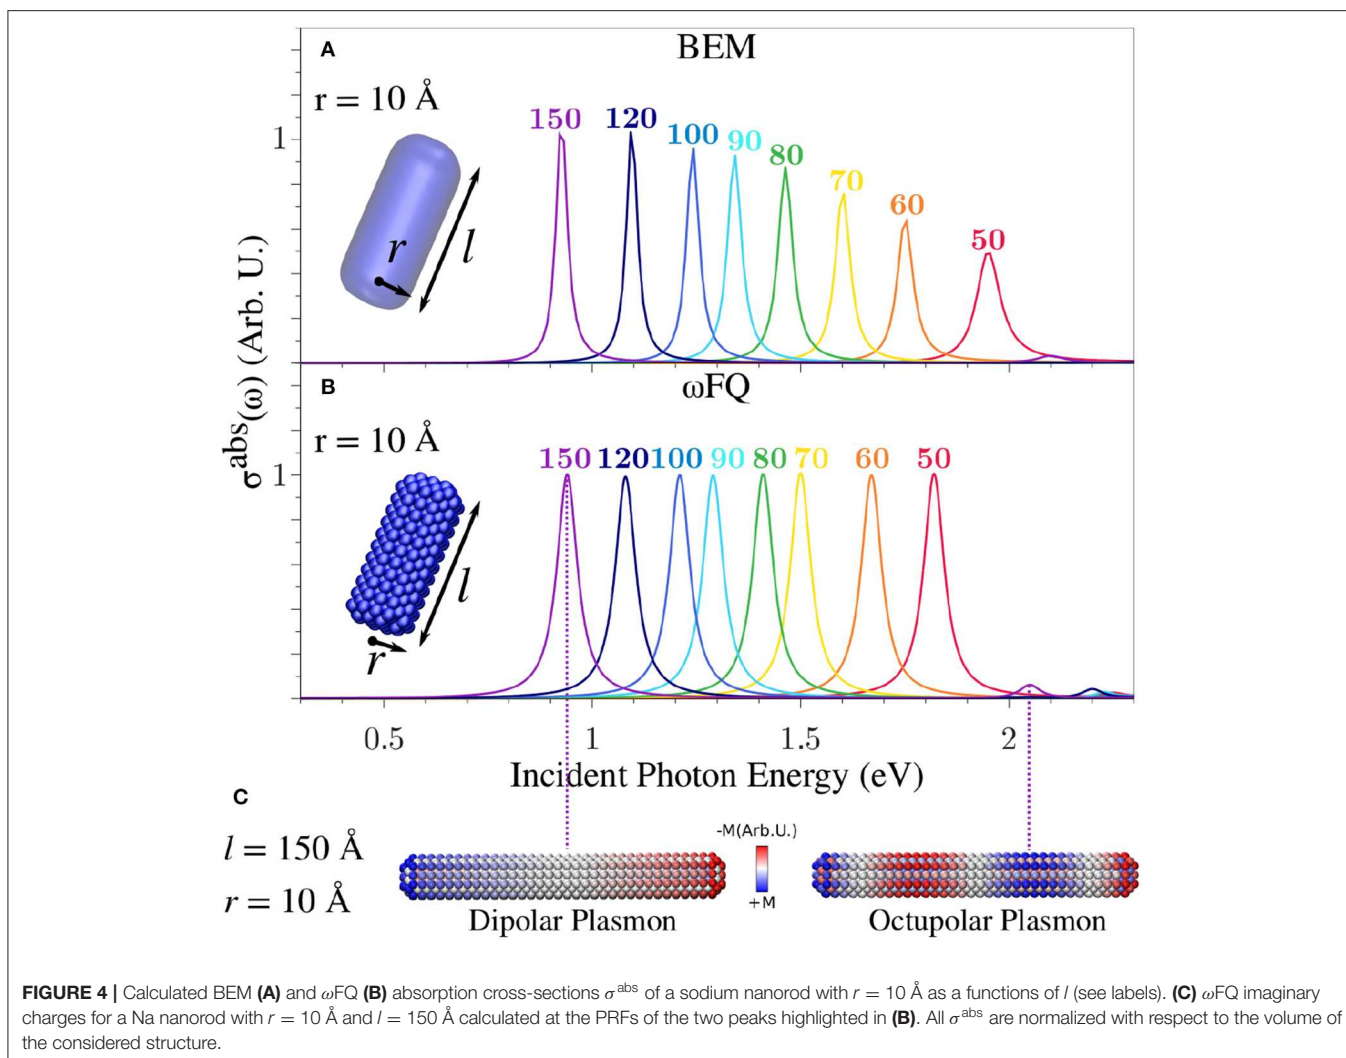 A
BEM
r = 10 Å
150 120 100 90 80 70 60 50
1
r
l
σabs(ω) (Arb. U.)
B
ωFQ
r = 10 Å
150 120 100 90 80 70 60 50
1
l
r
0.5 1 1.5 2
Incident Photon Energy (eV)
C
l = 150 Å
r = 10 Å
-M(Arb.U.)
+M
Dipolar Plasmon
Octupolar Plasmon
FIGURE 4 | Calculated BEM (A) and ωFQ (B) absorption cross-sections σabs of a sodium nanorod with r = 10 Å as a functions of l (see labels). (C) ωFQ imaginary
charges for a Na nanorod with r = 10 Å and l = 150 Å calculated at the PRFs of the two peaks highlighted in (B). All σabs are normalized with respect to the volume of
the considered structure.